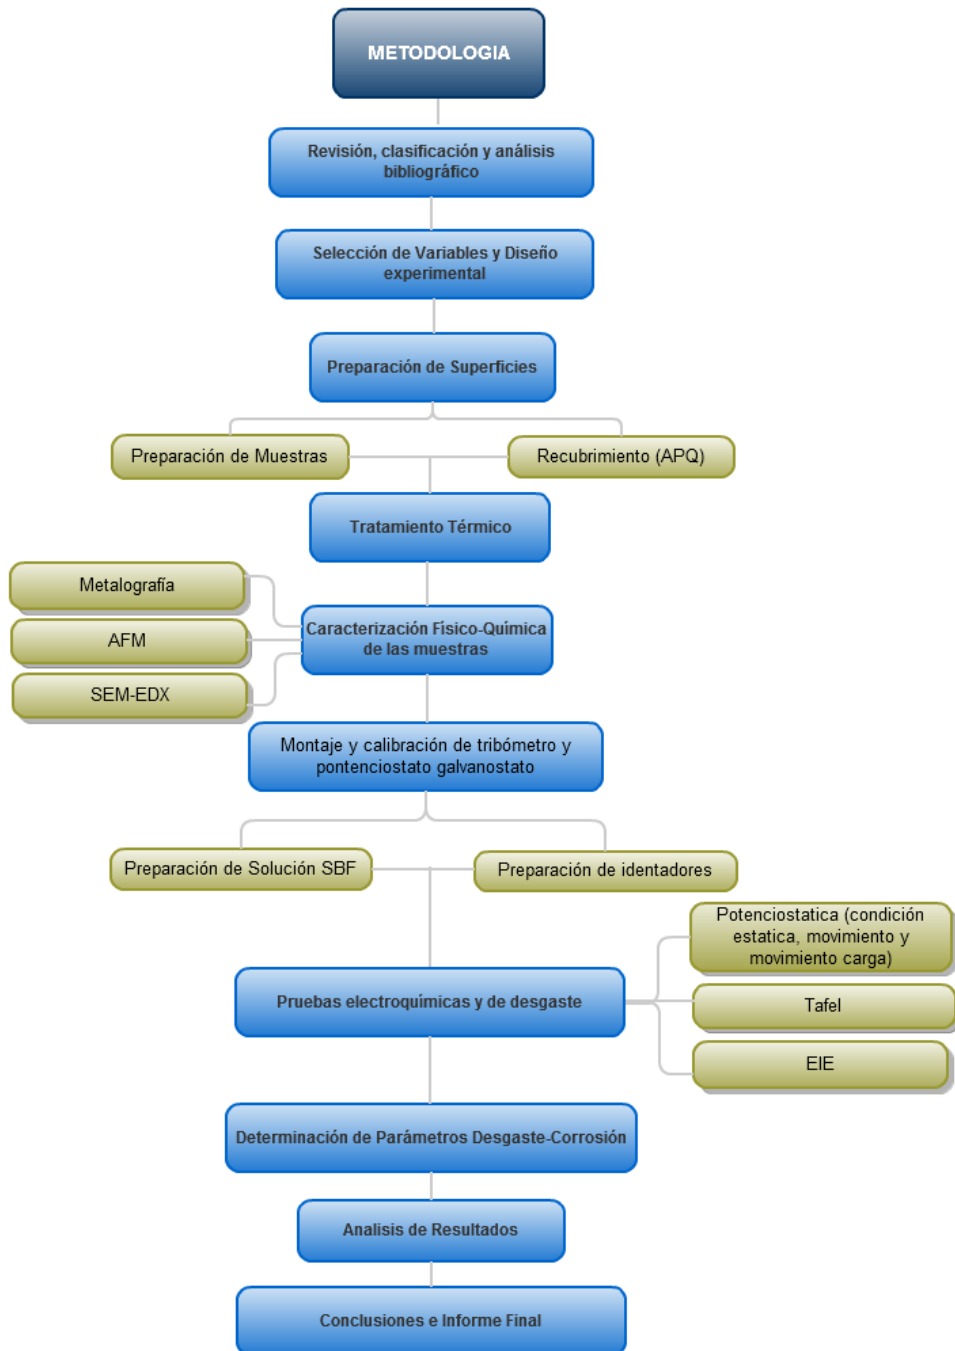 METODOLOGIA
Revisión, clasificación y análisis
bibliográfico
Selección de Variables y Diseño
experimental
Preparación de Superficies
Preparación de Muestras
Recubrimiento (APQ)
Tratamiento Térmico
Metalografía
AFM
SEM-EDX
Caracterización Físico-Química
de las muestras
Montaje y calibración de tribómetro y
pontenciostato galvanostato
Preparación de Solución SBF
Preparación de identadores
Potenciostatica (condición
estatica, movimiento y
movimiento carga)
Pruebas electroquímicas y de desgaste
Tafel
EIE
Determinación de Parámetros Desgaste-Corrosión
Analisis de Resultados
Conclusiones e Informe Final